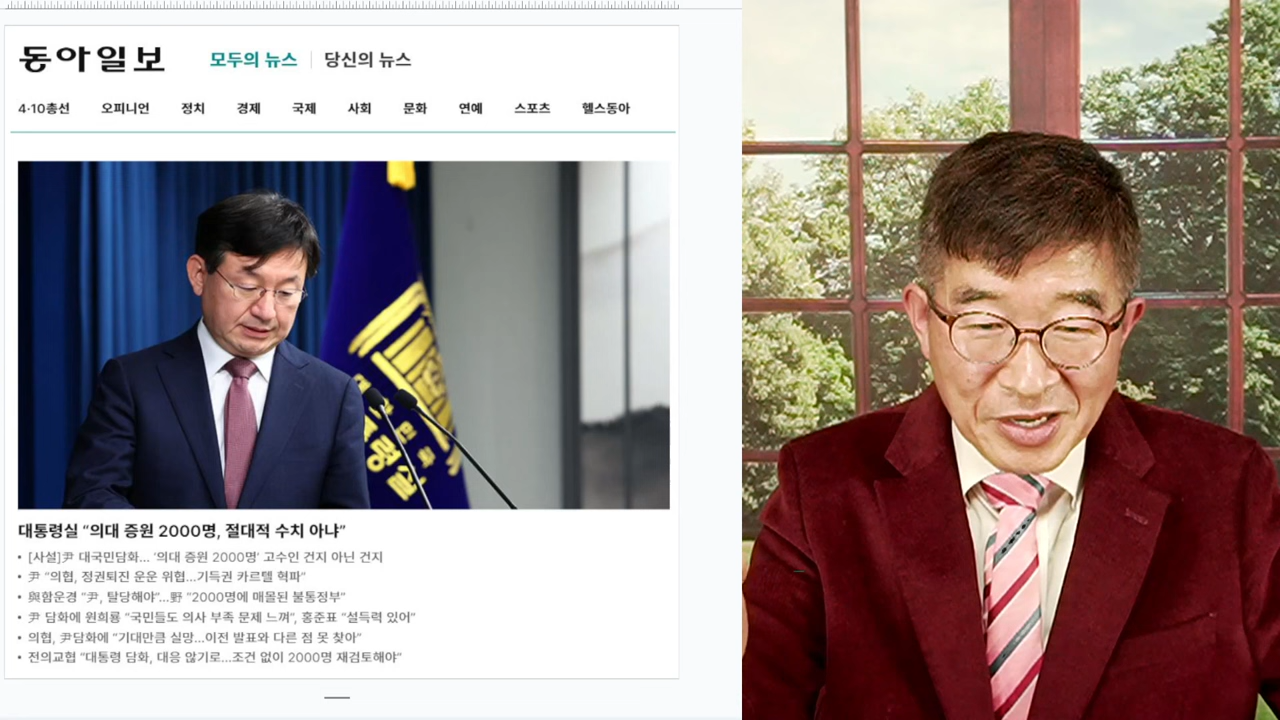 동아일보
모두의 뉴스 당신의 뉴스
4·10총선 오피니언 정치 경제 국제 사회 문화 연예 스포츠 헬스동아
대통령실 “의대 증원 2000명, 절대적 수치 아냐”
• [사설]尹 대국민담화… ‘의대 증원 2000명’ 고수인 건지 아닌 건지
• 尹 “의협, 정권퇴진 운운 위협…기득권 카르텔 혁파”
• 與함운경 “尹, 탈당해야”…野 “2000명에 매몰된 불통정부”
• 尹 담화에 원희룡 “국민들도 의사 부족 문제 느껴”, 홍준표 “설득력 있어”
• 의협, 尹담화에 “기대만큼 실망…이전 발표와 다른 점 못 찾아”
• 전의교협 “대통령 담화, 대응 않기로…조건 없이 2000명 재검토해야”